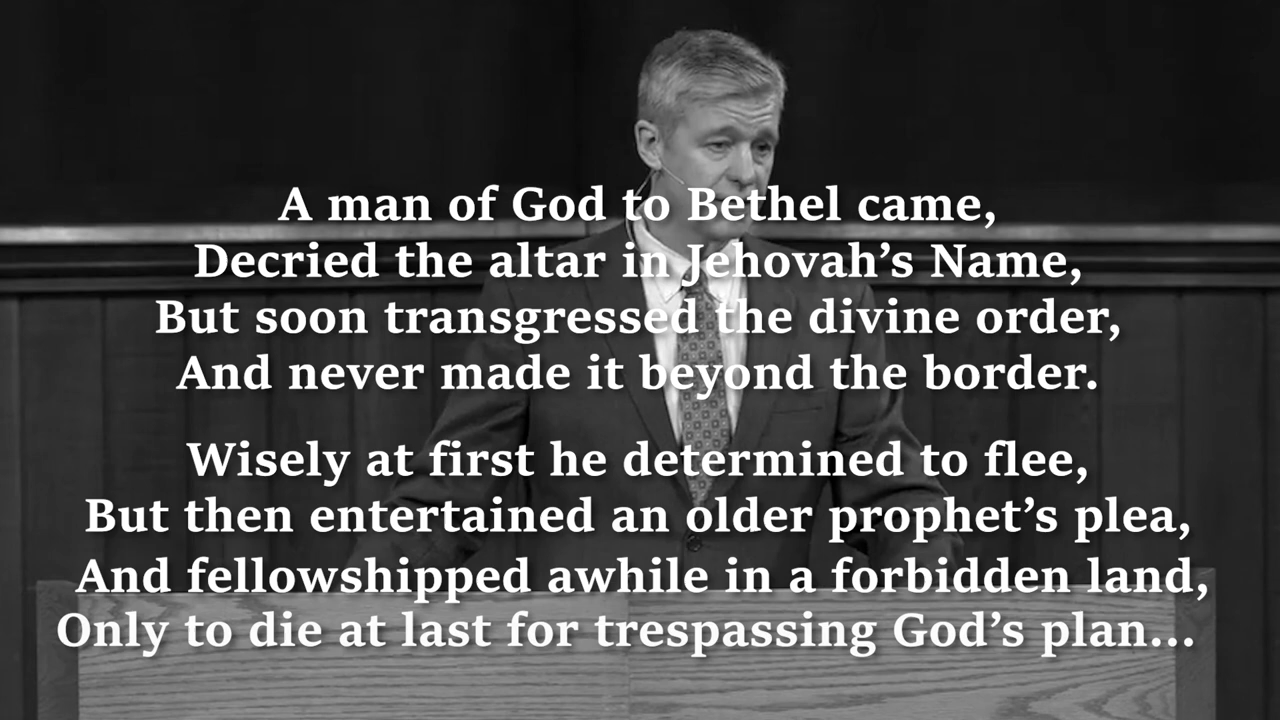 A man of God to Bethel came,
Decried the altar in Jehovah’s Name,
But soon transgressed the divine order,
And never made it beyond the border.
Wisely at first he determined to flee,
But then entertained an older prophet’s plea,
And fellowshipped awhile in a forbidden land,
Only to die at last for trespassing God’s plan...